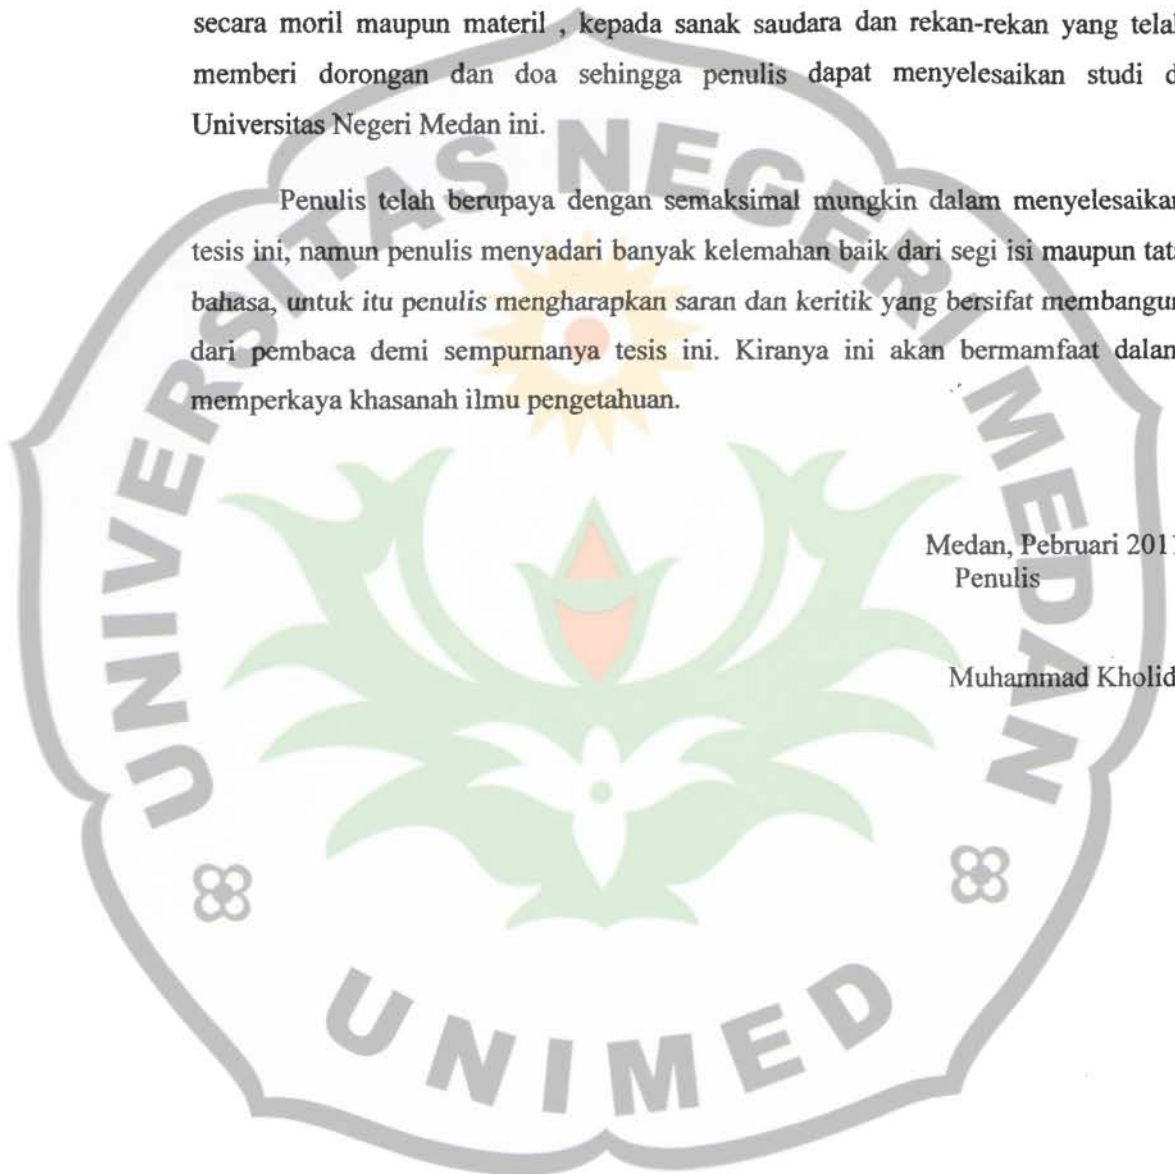 secara moril maupun materil , kepada sanak saudara dan rekan-rekan yang tela
memberi dorongan dan doa sehingga penulis dapat menyelesaikan studi d
Universitas Negeri Medan ini.
Penulis telah berupaya dengan semaksimal mungkin dalam menyelesaikan
tesis ini, namun penulis menyadari banyak kelemahan baik dari segi isi maupun tat
bahasa, untuk itu penulis mengharapkan saran dan keritik yang bersifat membangun
dari pembaca demi sempurnanya tesis ini. Kiranya ini akan bermamfaat dalam
memperkaya khasanah ilmu pengetahuan.
Medan, Pebruari 2011
Penulis
Muhammad Kholid
UNIVERSITAS NEGERI MEDAN
UNIMED